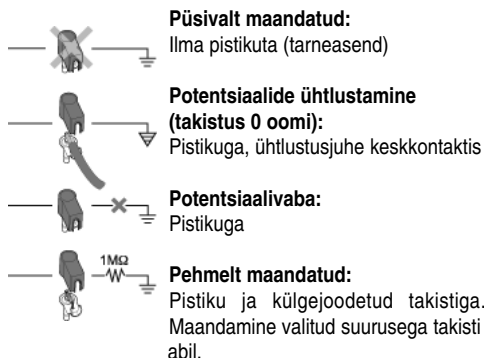 Püsivalt maandatud:
Ilma pistikuta (tarneasend)
Potentsiaalide ühtlustamine
(takistus 0 oomi):
Pistikuga, ühtlustusjuhe keskkontaktis
Potentsiaalivaba:
Pistikuga
1MΩ
Pehmelt maandatud:
Pistiku ja külgejoodetud takistiga.
Maandamine valitud suurusega takisti
abil.